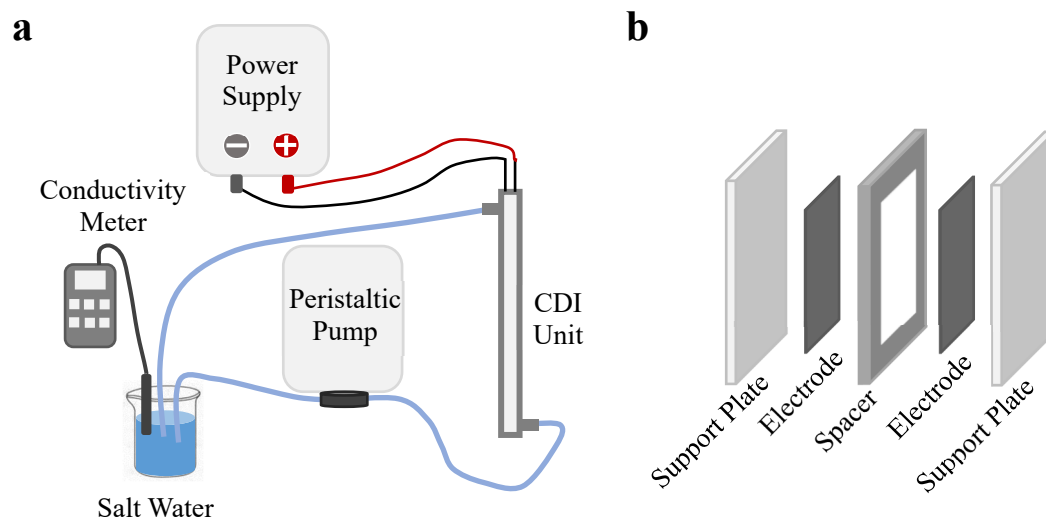 a
Power
Supply
Conductivity
Meter
Peristaltic
Pump
CDI
Unit
Salt Water
b
Support Plate
Electrode
Spacer
Electrode
Support Plate